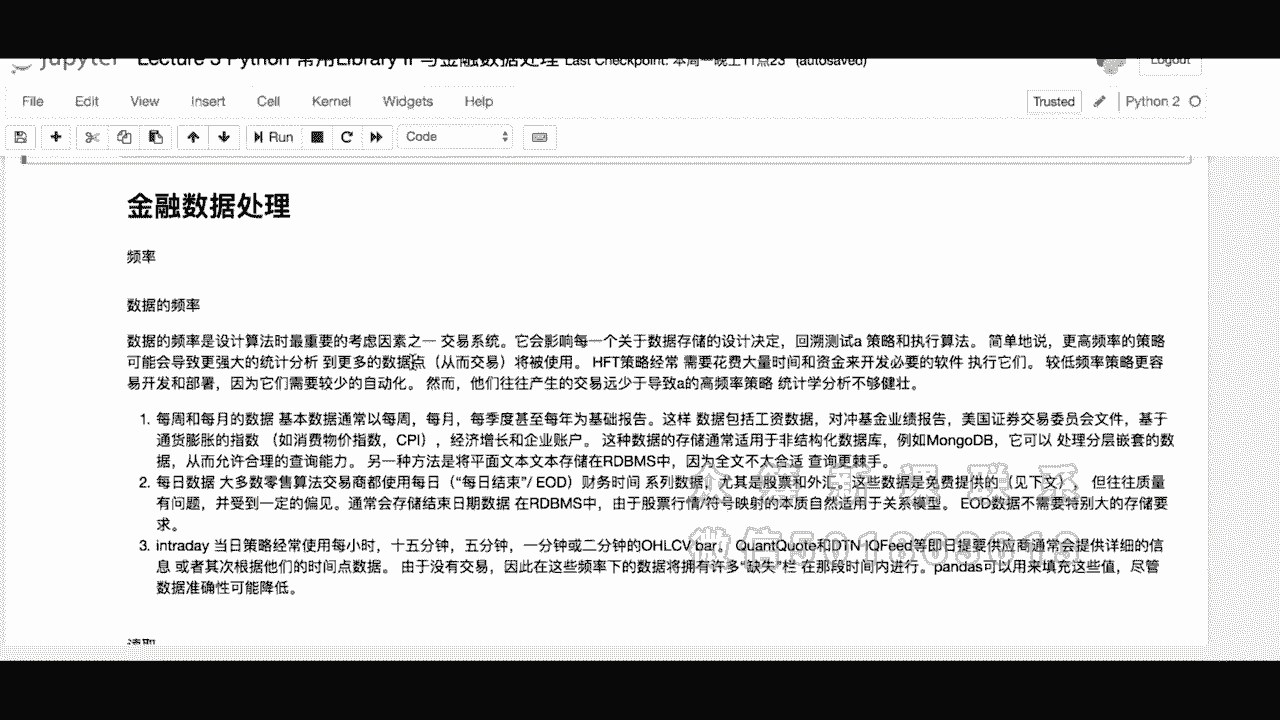 jupyter Lecture 3 Python 常用Library II 与金融数据处理 Last Checkpoint: 本周一晚上11点23 (autosaved)
Logout
File Edit View Insert Cell Kernel Widgets Help
Trusted Python 2
Run Code
金融数据处理
频率
数据的频率
数据的频率是设计算法时最重要的考虑因素之一 交易系统。它会影响每一个关于数据存储的设计决定，回溯测试a 策略和执行算法。 简单地说，更高频率的策略
可能会导致更强大的统计分析 到更多的数据点（从而交易）将被使用。 HFT策略经常 需要花费大量时间和资金来开发必要的软件 执行它们。 较低频率策略更容
易开发和部署，因为它们需要较少的自动化。 然而，他们往往产生的交易远少于导致a的高频率策略 统计学分析不够健壮。
1. 每周和每月的数据 基本数据通常以每周，每月，每季度甚至每年为基础报告。这样 数据包括工资数据，对冲基金业绩报告，美国证券交易委员会文件，基于
通货膨胀的指数 （如消费物价指数，CPI），经济增长和企业账户。 这种数据的存储通常适用于非结构化数据库，例如MongoDB，它可以 处理分层嵌套的数
据，从而允许合理的查询能力。 另一种方法是将平面文本文本存储在RDBMS中，因为全文不太合适 查询更棘手。
2. 每日数据 大多数零售算法交易商都使用每日（“每日结束”/ EOD）财务时间 系列数据，尤其是股票和外汇。这些数据是免费提供的（见下文）， 但往往质量
有问题，并受到一定的偏见。通常会存储结束日期数据 在RDBMS中，由于股票行情/符号映射的本质自然适用于关系模型。 EOD数据不需要特别大的存储要
求。
3. intraday 当日策略经常使用每小时，十五分钟，五分钟，一分钟或二分钟的OHLCV bar。 QuantQuote和DTN IQFeed等即日提要供应商通常会提供详细的信
息 或者其次根据他们的时间点数据。 由于没有交易，因此在这些频率下的数据将拥有许多“缺失”栏 在那段时间内进行。pandas可以用来填充这些值，尽管
数据准确性可能降低。